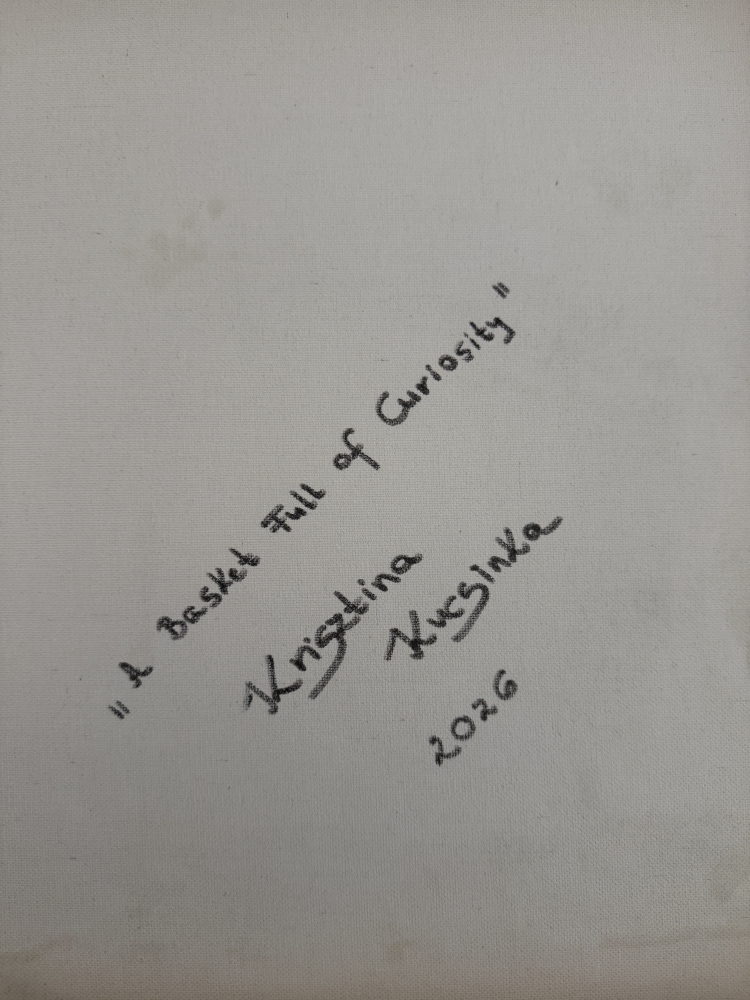 „A Basket Full of Curiosity"
Krisztina
Kucsinka
2026